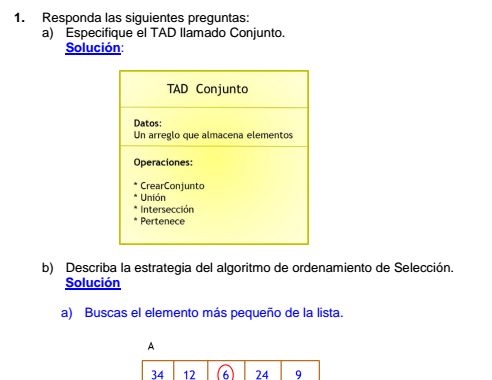 1. Responda las siguientes preguntas:
a) Especifique el TAD llamado Conjunto.
Solución:
TAD Conjunto
Datos:
Un arreglo que almacena elementos
Operaciones:
* CrearConjunto
* Unión
* Intersección
* Pertenece
b) Describa la estrategia del algoritmo de ordenamiento de Selección.
Solución
a) Buscas el elemento más pequeño de la lista.
A
34 12 6 24 9